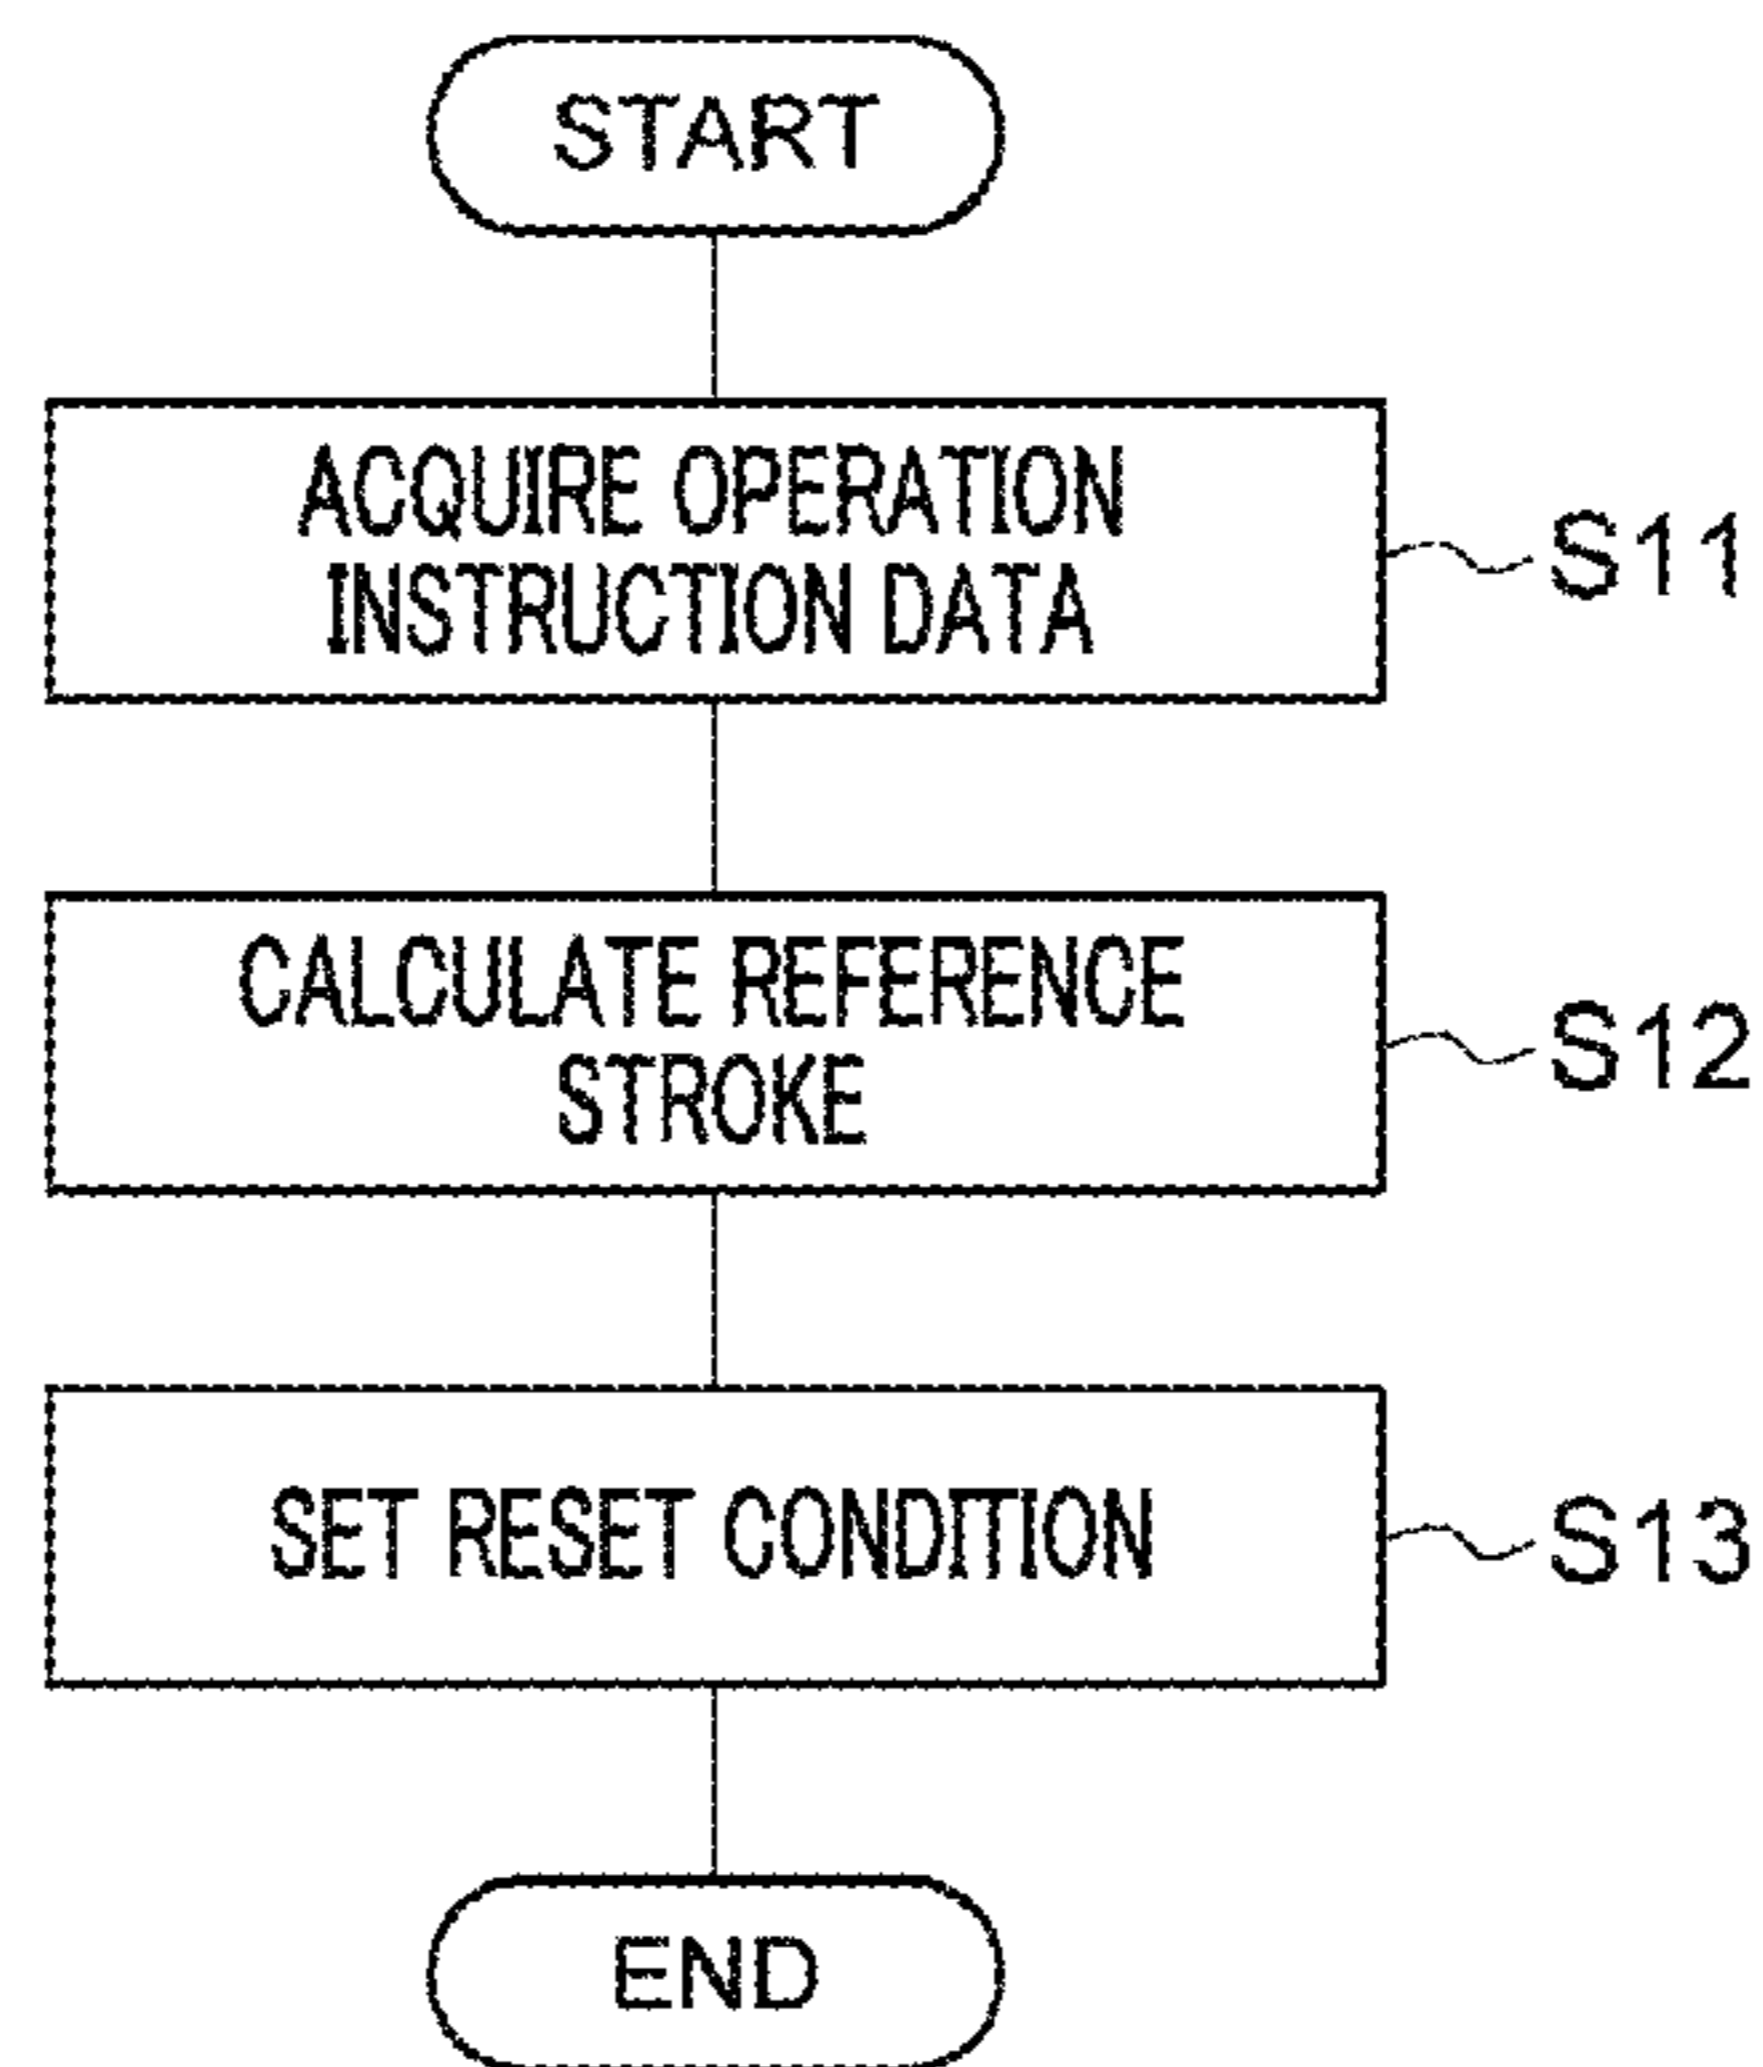 START
ACQUIRE OPERATION
INSTRUCTION DATA
S11
CALCULATE REFERENCE
STROKE
S12
SET RESET CONDITION
S13
END